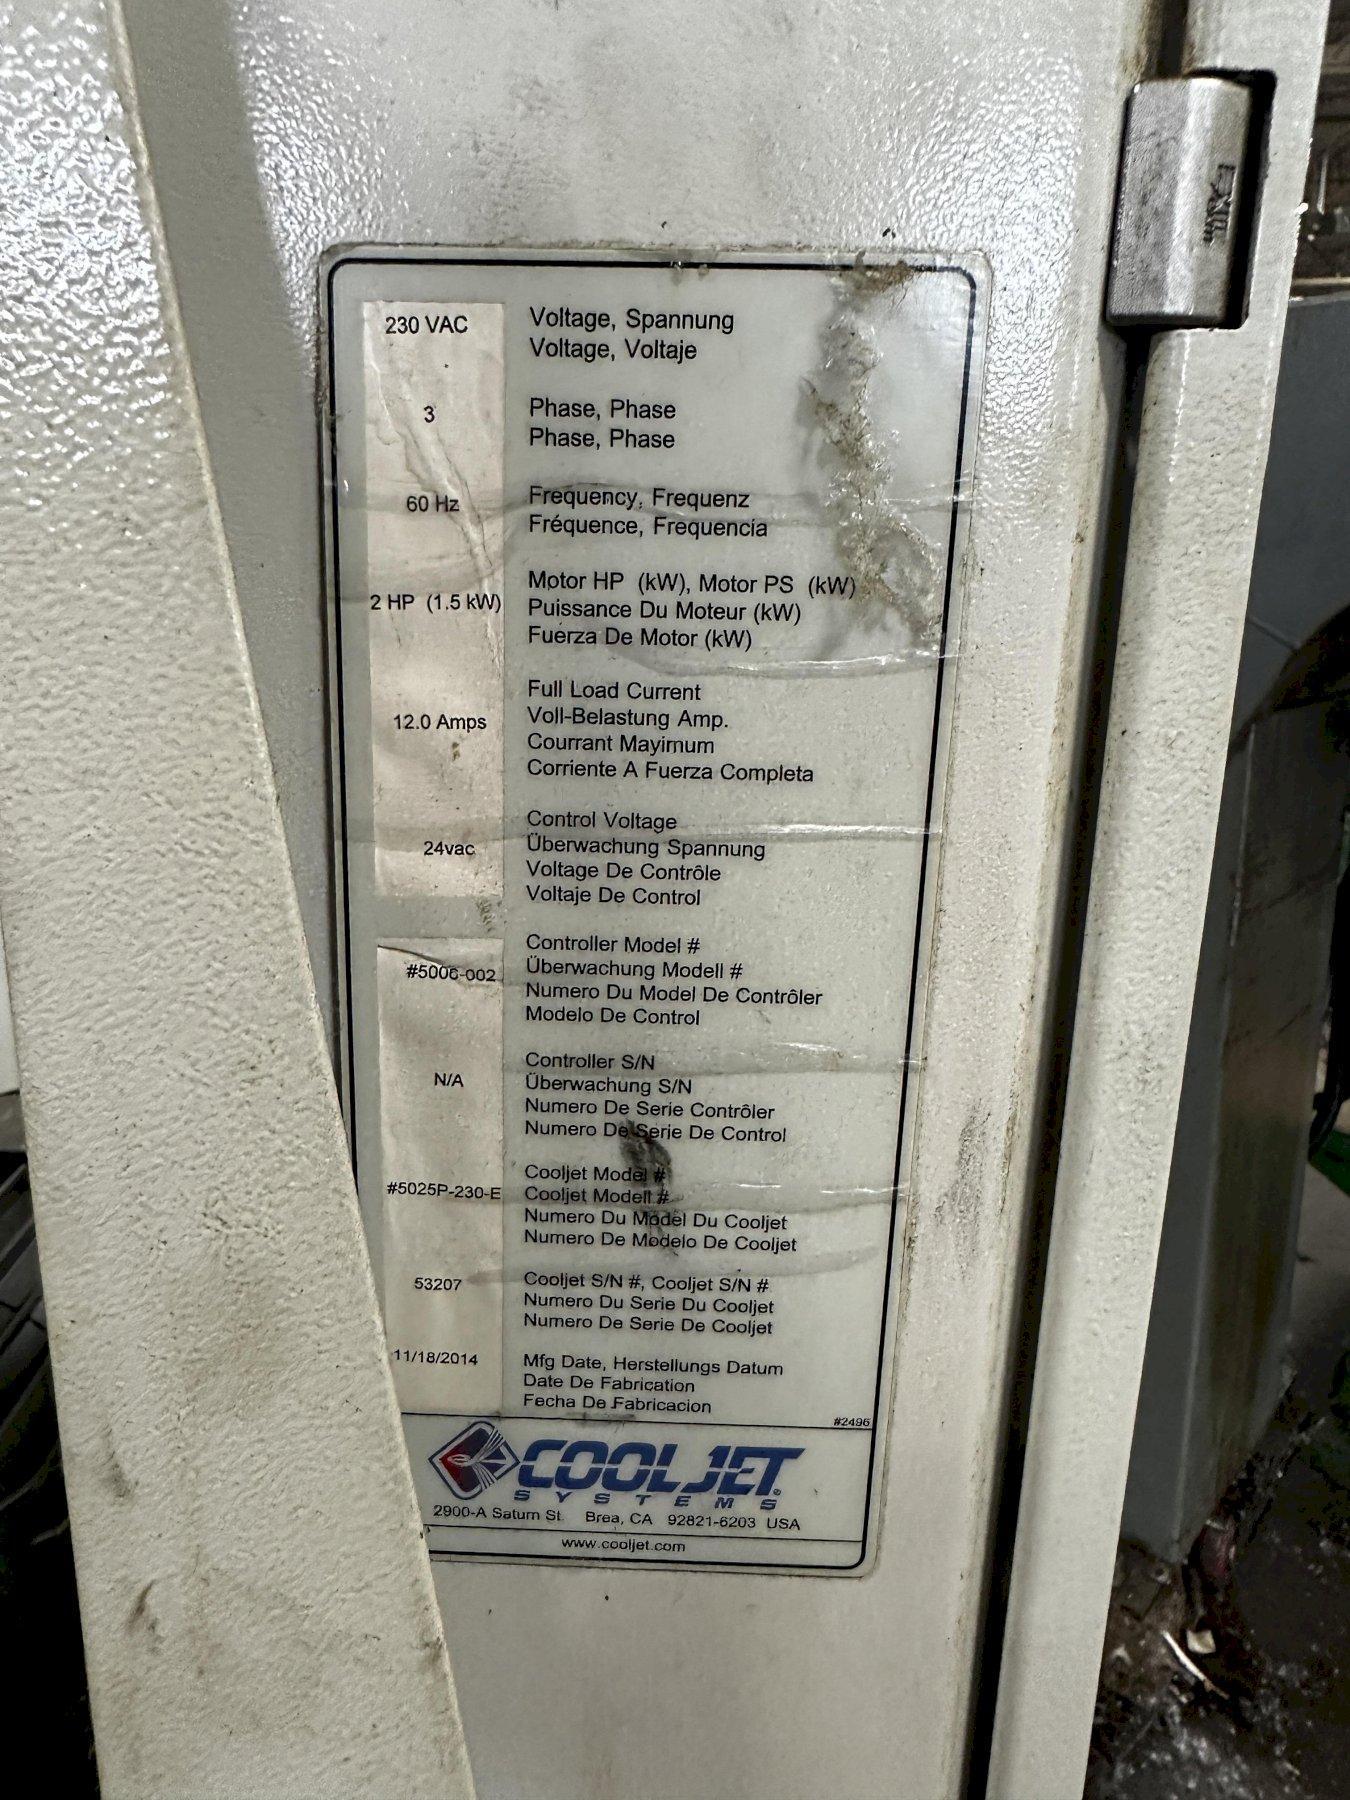 230 VAC Voltage, Spannung
Voltage, Voltaje
3 Phase, Phase
Phase, Phase
60 Hz Frequency, Frequenz
Fréquence, Frequencia
Motor HP (kW), Motor PS (kW)
2 HP (1.5 kW) Puissance Du Moteur (kW)
Fuerza De Motor (kW)
Full Load Current
12.0 Amps Voll-Belastung Amp.
Courrant Mayimum
Corriente A Fuerza Completa
Control Voltage
24vac Überwachung Spannung
Voltage De Contrôle
Voltaje De Control
Controller Model #
#5006-002 Überwachung Modell #
Numero Du Model De Contrôler
Modelo De Control
Controller S/N
N/A Überwachung S/N
Numero De Serie Contrôler
Numero De Serie De Control
Cooljet Model #
#5025P-230-E Cooljet Modell #
Numero Du Model Du Cooljet
Numero De Modelo De Cooljet
53207 Cooljet S/N #, Cooljet S/N #
Numero Du Serie Du Cooljet
Numero De Serie De Cooljet
11/18/2014 Mfg Date, Herstellungs Datum
Date De Fabrication
Fecha De Fabricacion
#2496
COOLJET®
SYSTEMS
2900-A Saturn St. Brea, CA 92821-6203 USA
www.cooljet.com